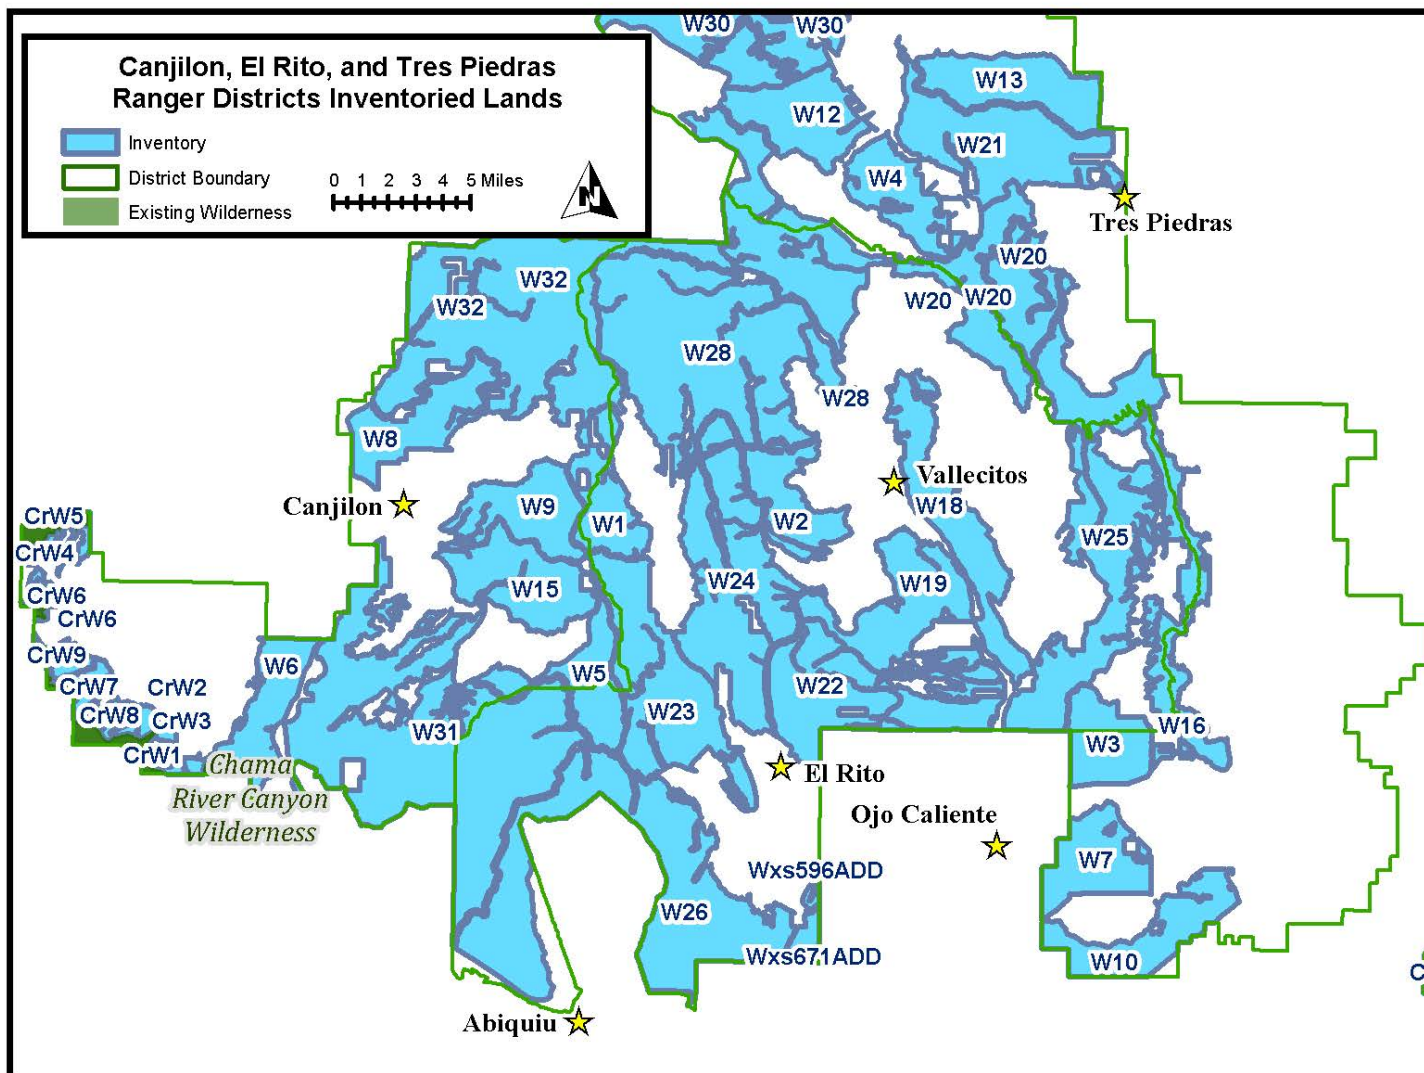 W30
W30
Canjilon, El Rito, and Tres Piedras
Ranger Districts Inventoried Lands
Inventory
District Boundary
Existing Wilderness
0 1 2 3 4 5 Miles
N
W13
W12
W21
W4
Tres Piedras
W20
W32
W32
W20
W20
W28
W28
W8
Vallecitos
Canjilon
W9
W18
CrW5
W1
W2
W25
CrW4
W24
W19
W15
CrW6
CrW6
CrW9
W6
W5
CrW7
CrW2
W22
CrW8
CrW3
W23
W31
W16
W3
CrW1
Chama
River Canyon
Wilderness
El Rito
Ojo Caliente
W7
Wxs596ADD
W26
Wxs671ADD
W10
C
Abiquiu